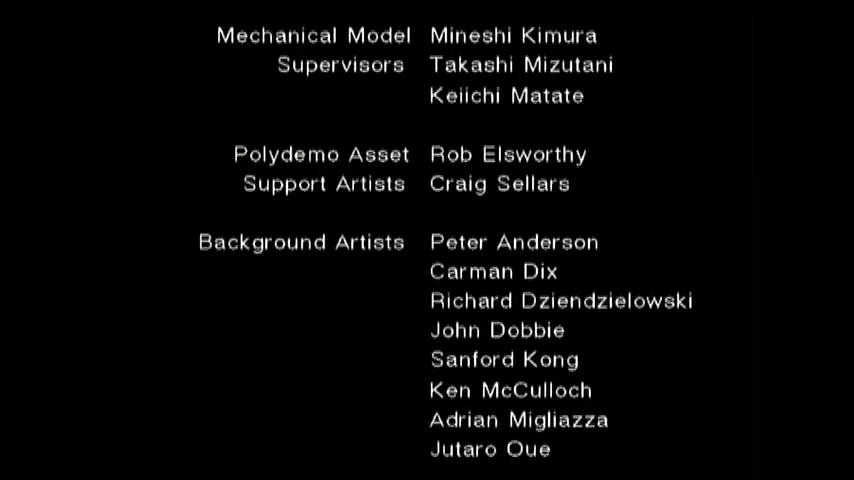 Mechanical Model Mineshi Kimura
Supervisors Takashi Mizutani
Keiichi Matate
Polydemo Asset Rob Elsworthy
Support Artists Craig Sellars
Background Artists Peter Anderson
Carman Dix
Richard Dziendzielowski
John Dobbie
Sanford Kong
Ken McCulloch
Adrian Migliazza
Jutaro Oue